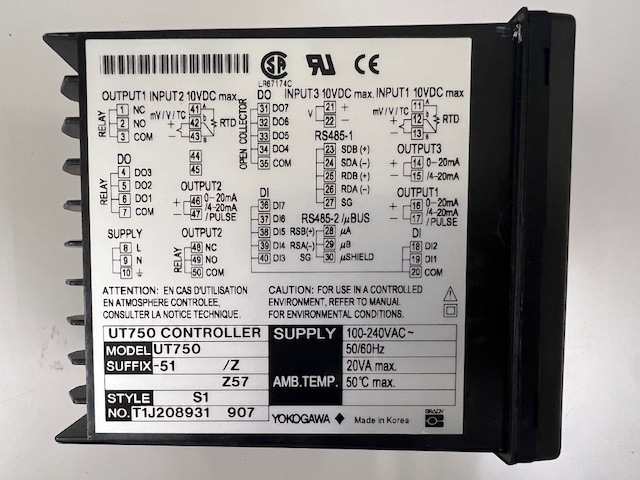 LR67174C
OUTPUT1 INPUT2 10VDC max. DO INPUT3 10VDC max. INPUT1 10VDC max.
RELAY
1 NC
2 NO
3 COM
mV/V/TC
41
42
43
RTD
OPEN COLLECTOR
31 DO7
32 DO6
33 DO5
34 DO4
35 COM
V
21 +
22 -
mV/V/TC
11
12
13
RTD
RS485-1
23 SDB (+)
24 SDA (-)
25 RSB (+)
26 RDA (-)
27 SG
OUTPUT3
14 0-20mA
15 /4-20mA
DO
RELAY
4 DO3
5 DO2
6 DO1
7 COM
44
45
OUTPUT2
46 0-20mA
47 /4-20mA
/PULSE
OUTPUT1
16 0-20mA
17 /4-20mA
/PULSE
DI
36 DI7
37 DI6
38 DI5
39 DI4
40 DI3
RS485-2 / µBUS
RSB(+) 28 µA
RSA(-) 29 µB
SG 30 µSHIELD
SUPPLY
8 L
9 N
10
OUTPUT2
RELAY
48 NC
49 NO
50 COM
DI
18 DI2
19 DI1
20 COM
ATTENTION: EN CAS D'UTILISATION
EN ATMOSPHERE CONTROLEE,
CONSULTER LA NOTICE TECHNIQUE.
CAUTION: FOR USE IN A CONTROLLED
ENVIRONMENT, REFER TO MANUAL
FOR ENVIRONMENTAL CONDITIONS.
UT750 CONTROLLER
MODEL UT750
SUFFIX -51 /Z
Z57
STYLE S1
NO. T1J208931 907
SUPPLY 100-240VAC~
50/60Hz
20VA max.
AMB.TEMP. 50°C max.
YOKOGAWA Made in Korea
BRADY